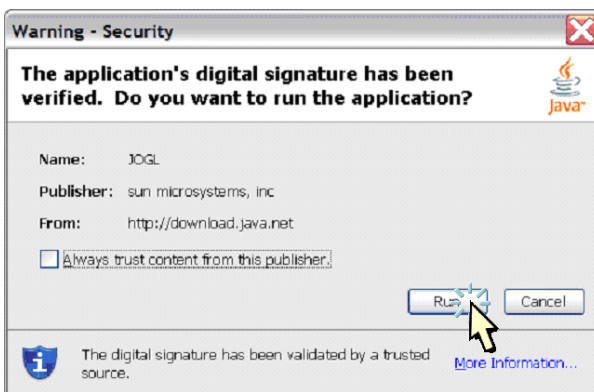 Warning - Security
The application's digital signature has been
verified. Do you want to run the application?
Java™
Name: JOGL
Publisher: sun microsystems, inc
From: http://download.java.net
Always trust content from this publisher.
Run Cancel
The digital signature has been validated by a trusted
source.
More Information...